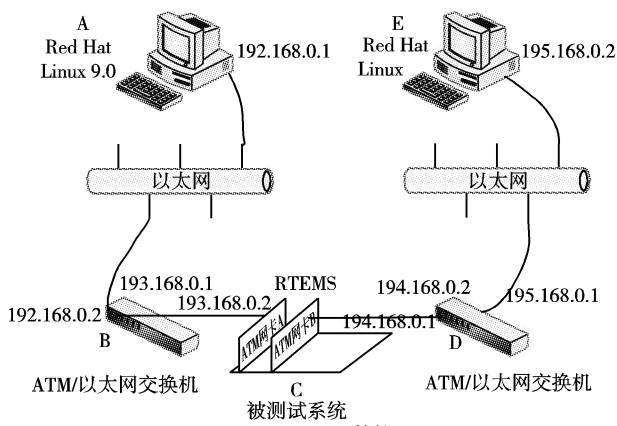 A
Red Hat
Linux 9.0
192.168.0.1
E
Red Hat
Linux
195.168.0.2
以太网
以太网
193.168.0.1
193.168.0.2
192.168.0.2
B
ATM/以太网交换机
RTEMS
ATM网卡A
ATM网卡B
C
被测试系统
194.168.0.2
194.168.0.1
195.168.0.1
D
ATM/以太网交换机